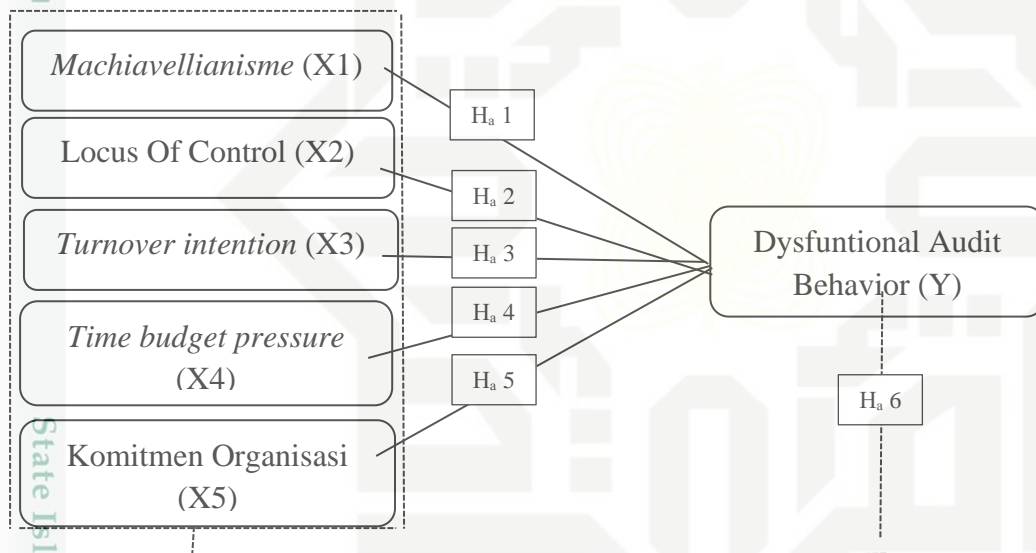 Machiavellianisme (X1)
Locus Of Control (X2)
Turnover intention (X3)
Time budget pressure
(X4)
Komitmen Organisasi
(X5)
Hₐ 1
Hₐ 2
Hₐ 3
Hₐ 4
Hₐ 5
Dysfuntional Audit
Behavior (Y)
Hₐ 6
State Isl